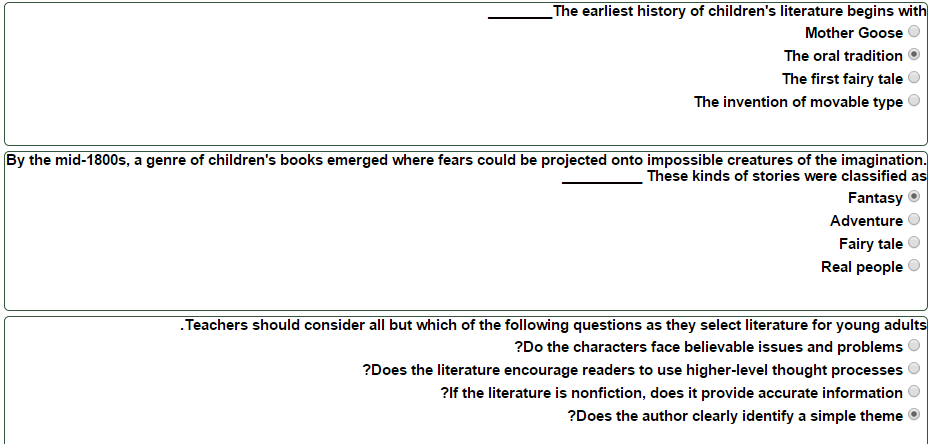 The earliest history of children's literature begins with ________
Mother Goose
The oral tradition
The first fairy tale
The invention of movable type
By the mid-1800s, a genre of children's books emerged where fears could be projected onto impossible creatures of the imagination.
These kinds of stories were classified as __________
Fantasy
Adventure
Fairy tale
Real people
.Teachers should consider all but which of the following questions as they select literature for young adults
?Do the characters face believable issues and problems
?Does the literature encourage readers to use higher-level thought processes
?If the literature is nonfiction, does it provide accurate information
?Does the author clearly identify a simple theme